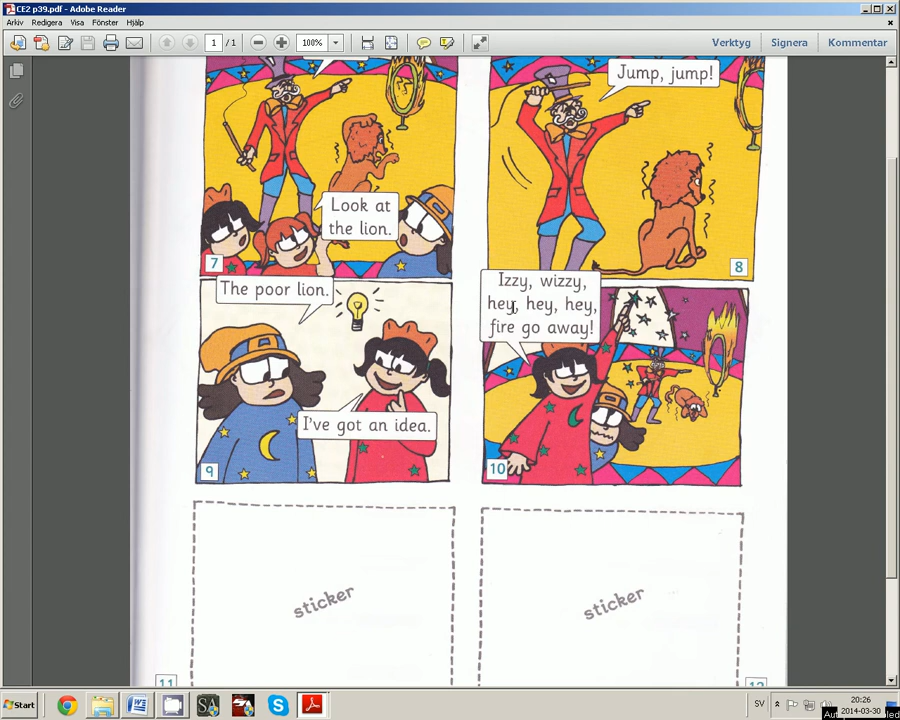 CE2 p39.pdf - Adobe Reader
Arkiv Redigera Visa Fönster Hjälp
1 / 1 100% Verktyg Signera Kommentar
Jump, jump!
Look at
the lion.
7
8
The poor lion.
Izzy, wizzy,
hey, hey, hey,
fire go away!
I've got an idea.
9
10
sticker
sticker
11
12
Start W SA S SV 20:26
2014-03-30